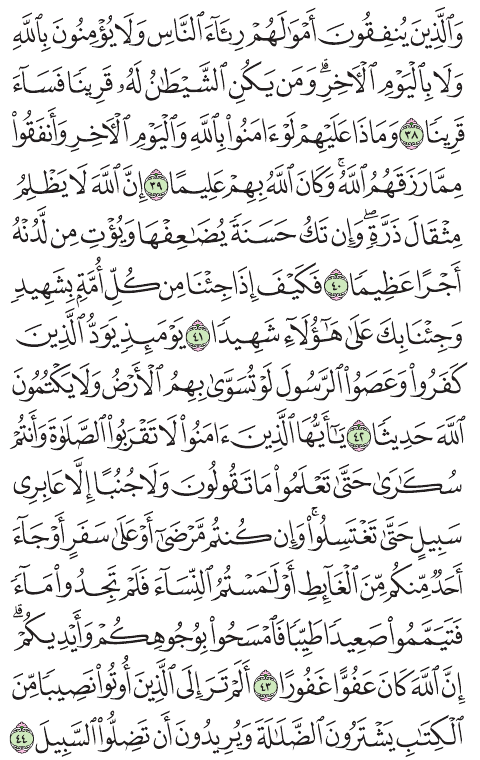 وَٱلَّذِينَ يُنفِقُونَ أَمْوَٰلَهُمْ رِئَآءَ ٱلنَّاسِ وَلَا يُؤْمِنُونَ بِٱللَّهِ
وَلَا بِٱلْيَوْمِ ٱلْأَخِرِ ۗ وَمَن يَكُنِ ٱلشَّيْطَٰنُ لَهُۥ قَرِينًا فَسَآءَ
قَرِينًا ٣٨ وَمَاذَا عَلَيْهِمْ لَوْ ءَامَنُوا۟ بِٱللَّهِ وَٱلْيَوْمِ ٱلْأَخِرِ وَأَنفَقُوا۟
مِمَّا رَزَقَهُمُ ٱللَّهُ ۚ وَكَانَ ٱللَّهُ بِهِمْ عَلِيمًا ٣٩ إِنَّ ٱللَّهَ لَا يَظْلِمُ
مِثْقَالَ ذَرَّةٍ ۖ وَإِن تَكُ حَسَنَةً يُضَٰعِفْهَا وَيُؤْتِ مِن لَّدُنْهُ
أَجْرًا عَظِيمًا ٤٠ فَكَيْفَ إِذَا جِئْنَا مِن كُلِّ أُمَّةٍۭ بِشَهِيدٍ
وَجِئْنَا بِكَ عَلَىٰ هَٰٓؤُلَآءِ شَهِيدًا ٤١ يَوْمَئِذٍ يَوَدُّ ٱلَّذِينَ
كَفَرُوا۟ وَعَصَوُا۟ ٱلرَّسُولَ لَوْ تُسَوَّىٰ بِهِمُ ٱلْأَرْضُ وَلَا يَكْتُمُونَ
ٱللَّهَ حَدِيثًا ٤٢ يَٰٓأَيُّهَا ٱلَّذِينَ ءَامَنُوا۟ لَا تَقْرَبُوا۟ ٱلصَّلَوٰةَ وَأَنتُمْ
سُكَٰرَىٰ حَتَّىٰ تَعْلَمُوا۟ مَا تَقُولُونَ وَلَا جُنُبًا إِلَّا عَابِرِى
سَبِيلٍ حَتَّىٰ تَغْتَسِلُوا۟ ۚ وَإِن كُنتُم مَّرْضَىٰٓ أَوْ عَلَىٰ سَفَرٍ أَوْ جَآءَ
أَحَدٌ مِّنكُم مِّنَ ٱلْغَآئِطِ أَوْ لَٰمَسْتُمُ ٱلنِّسَآءَ فَلَمْ تَجِدُوا۟ مَآءً
فَتَيَمَّمُوا۟ صَعِيدًا طَيِّبًا فَٱمْسَحُوا۟ بِوُجُوهِكُمْ وَأَيْدِيكُمْ ۗ
إِنَّ ٱللَّهَ كَانَ عَفُوًّا غَفُورًا ٤٣ أَلَمْ تَرَ إِلَى ٱلَّذِينَ أُوتُوا۟ نَصِيبًا مِّنَ
ٱلْكِتَٰبِ يَشْتَرُونَ ٱلضَّلَٰلَةَ وَيُرِيدُونَ أَن تَضِلُّوا۟ ٱلسَّبِيلَ ٤٤